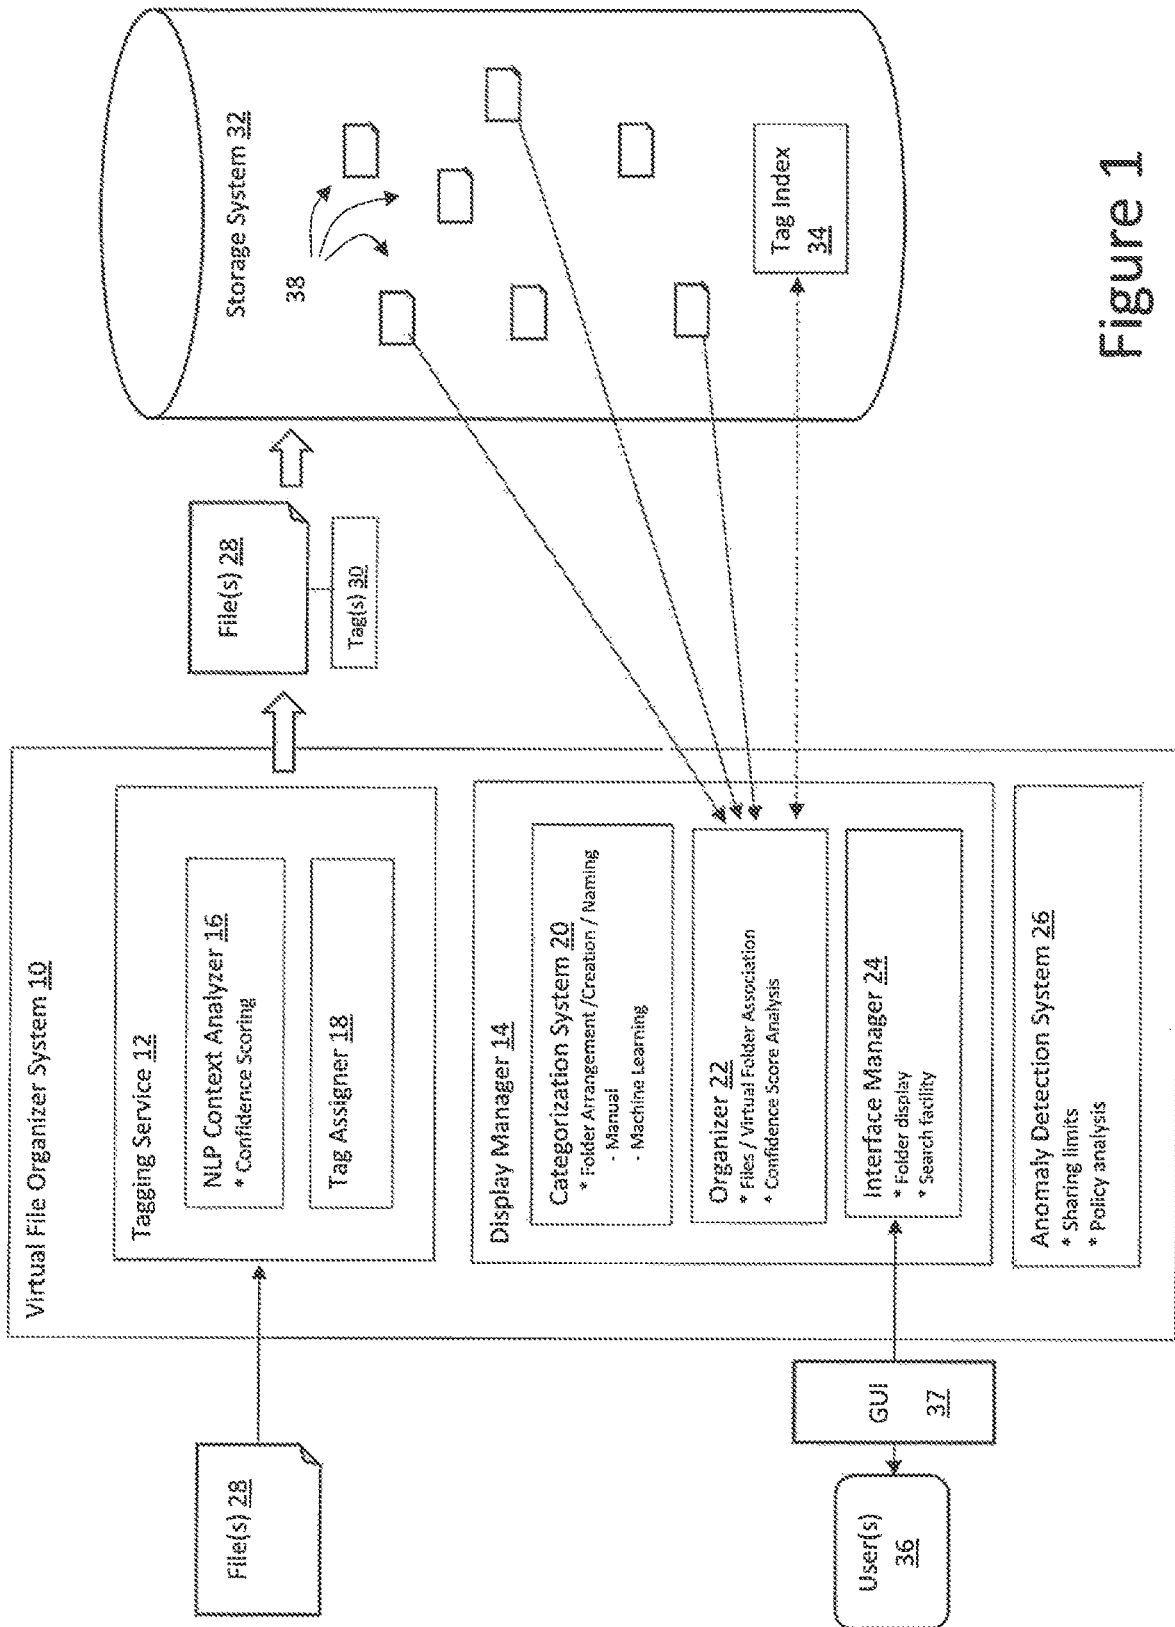 Virtual File Organizer System 10
Tagging Service 12
NLP Context Analyzer 16
* Confidence Scoring
Tag Assigner 18
Display Manager 14
Categorization System 20
* Folder Arrangement /Creation / Naming
- Manual
- Machine Learning
Organizer 22
* Files / Virtual Folder Association
* Confidence Score Analysis
Interface Manager 24
* Folder display
* Search facility
Anomaly Detection System 26
* Sharing limits
* Policy analysis
File(s) 28
User(s)
36
GUI
37
File(s) 28
Tag(s) 30
Storage System 32
38
Tag Index
34
Figure 1